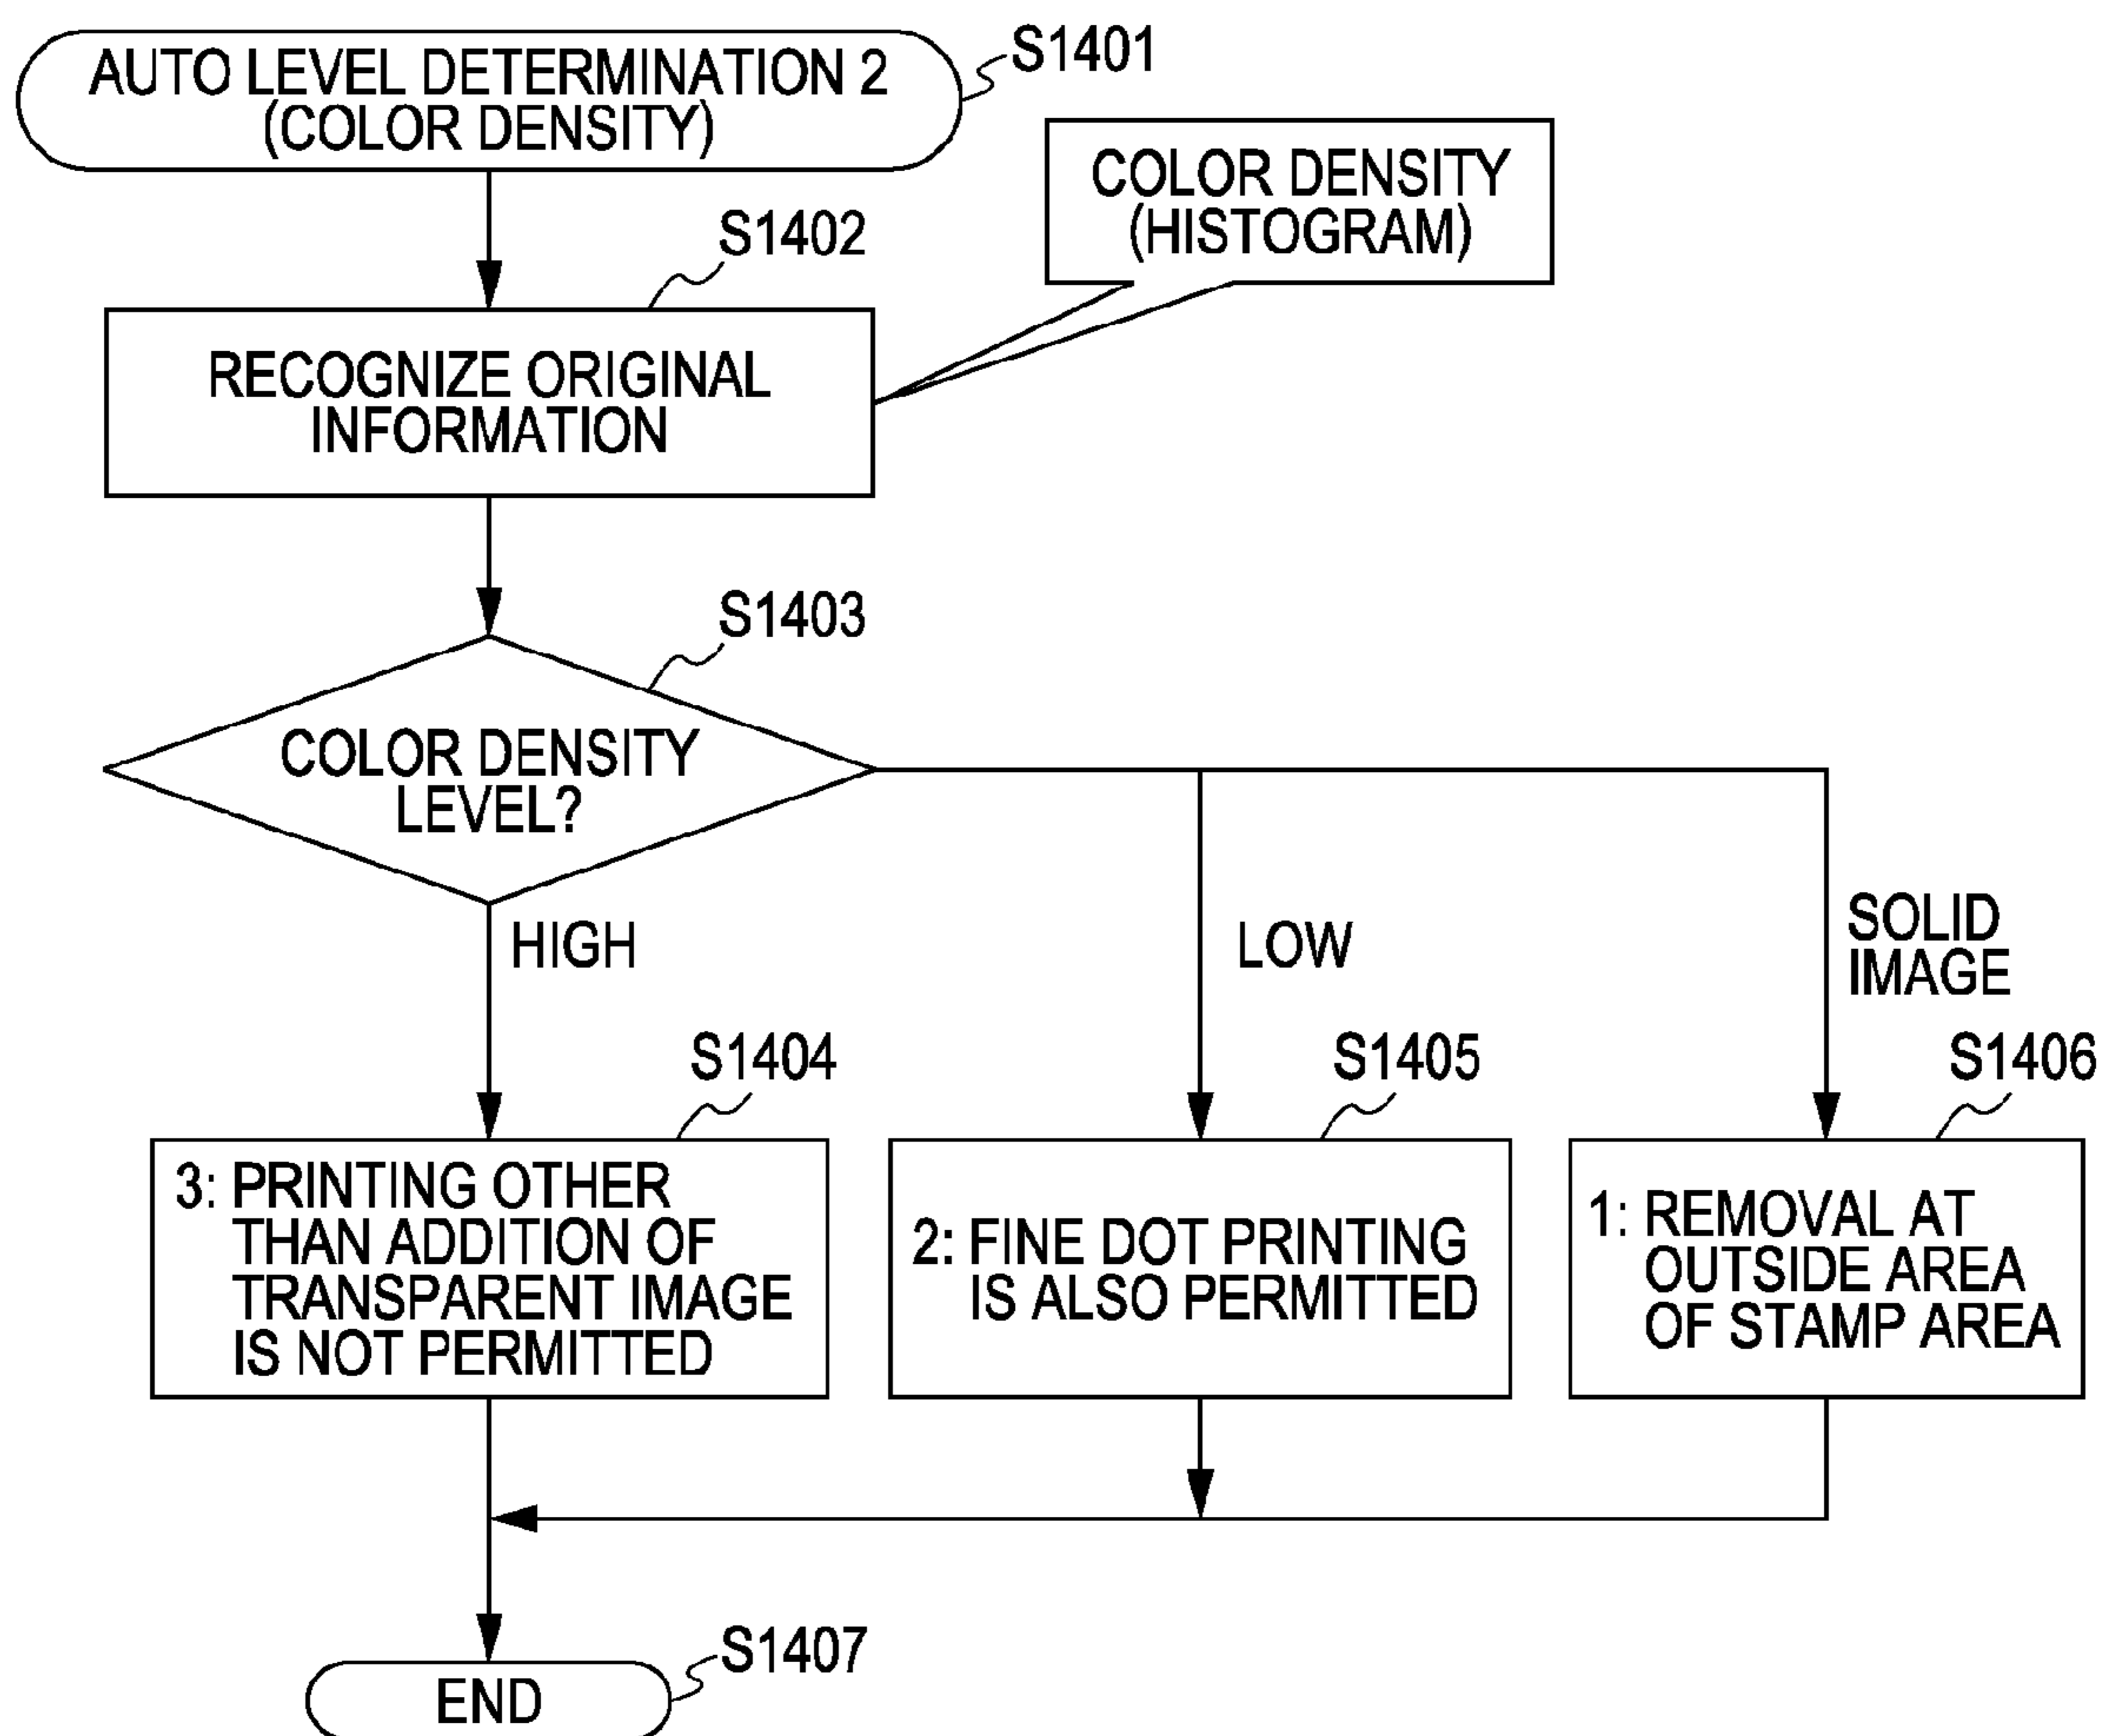 AUTO LEVEL DETERMINATION 2
(COLOR DENSITY)
S1401
COLOR DENSITY
(HISTOGRAM)
S1402
RECOGNIZE ORIGINAL
INFORMATION
S1403
COLOR DENSITY
LEVEL?
HIGH
LOW
SOLID
IMAGE
S1404
3: PRINTING OTHER
THAN ADDITION OF
TRANSPARENT IMAGE
IS NOT PERMITTED
S1405
2: FINE DOT PRINTING
IS ALSO PERMITTED
S1406
1: REMOVAL AT
OUTSIDE AREA
OF STAMP AREA
S1407
END